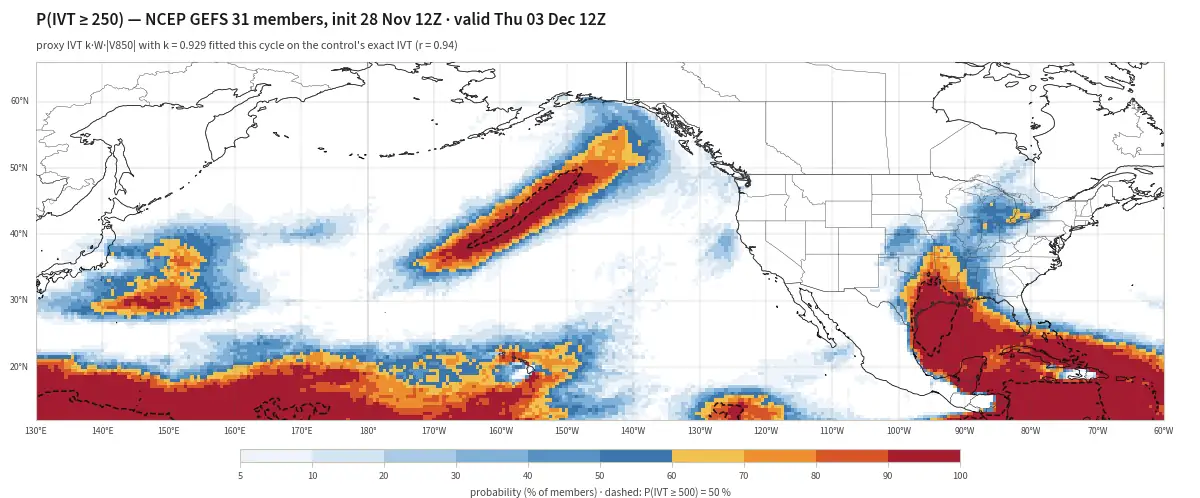 P(IVT ≥ 250) — NCEP GEFS 31 members, init 28 Nov 12Z · valid Thu 03 Dec 12Z
proxy IVT k·W·|V850| with k = 0.929 fitted this cycle on the control's exact IVT (r = 0.94)
60°N
50°N
40°N
30°N
20°N
130°E 140°E 150°E 160°E 170°E 180° 170°W 160°W 150°W 140°W 130°W 120°W 110°W 100°W 90°W 80°W 70°W 60°W
5 10 20 30 40 50 60 70 80 90 100
probability (% of members) · dashed: P(IVT ≥ 500) = 50 %